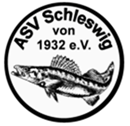 ASV Schleswig
von
1932 e.V.